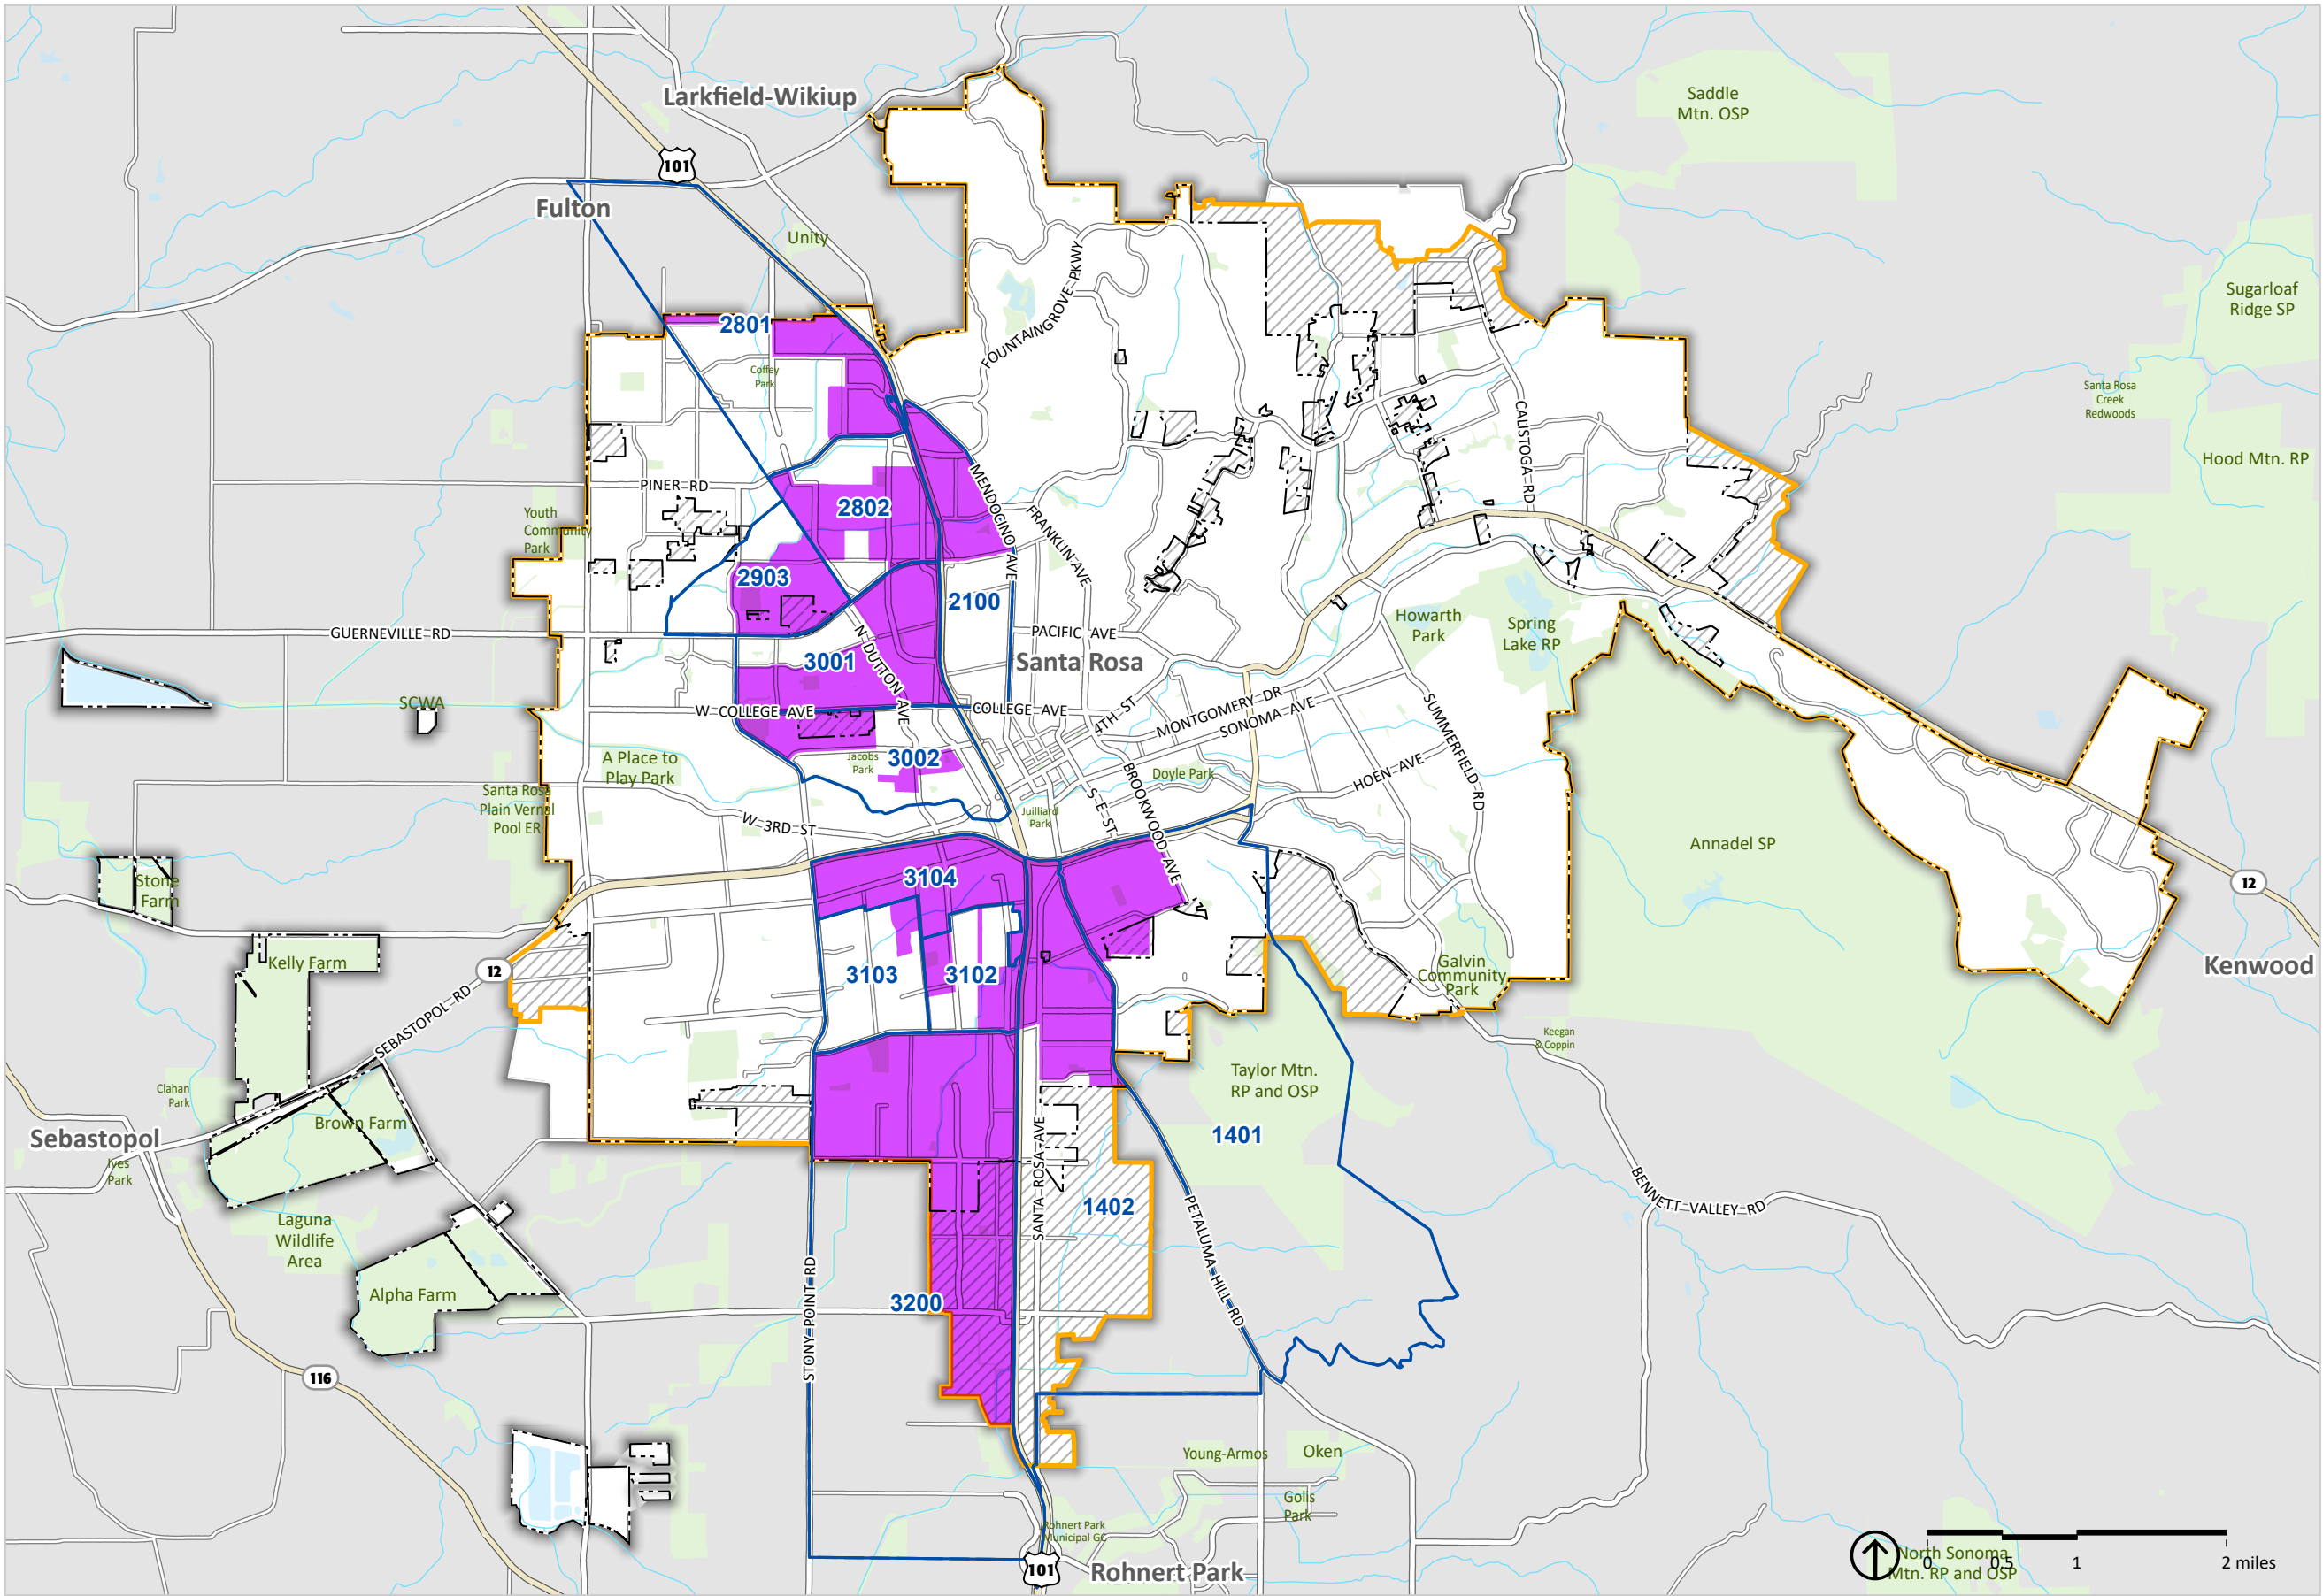 Larkfield-Wikiup
Saddle
Mtn. OSP
101
Fulton
Unity
FOUNTAINGROVE PKWY
Sugarloaf
Ridge SP
2801
Coffey
Park
Santa Rosa
Creek
Redwoods
CALISTOGA RD
Hood Mtn. RP
PINER RD
MENDOCINO AVE
2802
FRANKLIN AVE
Youth
Community
Park
2903
2100
Howarth
Park
Spring
Lake RP
GUERNEVILLE RD
PACIFIC AVE
N DUTTON AVE
3001
Santa Rosa
SCWA
W COLLEGE AVE
COLLEGE AVE
4TH ST
MONTGOMERY DR
SONOMA AVE
SUMMERFIELD RD
A Place to
Play Park
Jacobs
Park
3002
BROOKWOOD AVE
Doyle Park
HOEN AVE
Santa Rosa
Plain Vernal
Pool ER
W 3RD ST
Juilliard
Park
S E ST
Annadel SP
Stone
Farm
3104
12
Kelly Farm
12
3103
3102
Galvin
Community
Park
Kenwood
SEBASTOPOL RD
Keegan
& Coppin
Clahan
Park
Taylor Mtn.
RP and OSP
Brown Farm
Sebastopol
1401
Ives
Park
SANTA ROSA AVE
1402
BENNETT VALLEY RD
Laguna
Wildlife
Area
PETALUMA HILL RD
Alpha Farm
STONY POINT RD
3200
116
Young-Armos
Oken
Golis
Park
Rohnert Park
Municipal GC
101
Rohnert Park
North Sonoma
Mtn. RP and OSP
0 0.5 1 2 miles